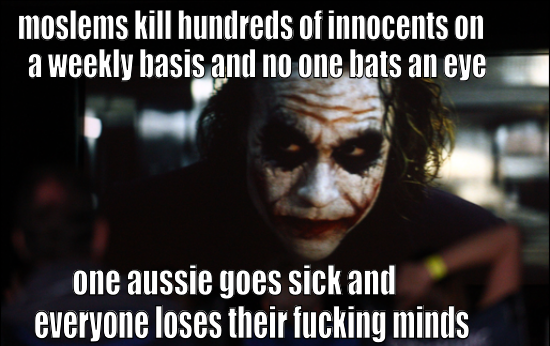 moslems kill hundreds of innocents on
a weekly basis and no one bats an eye
one aussie goes sick and
everyone loses their fucking minds